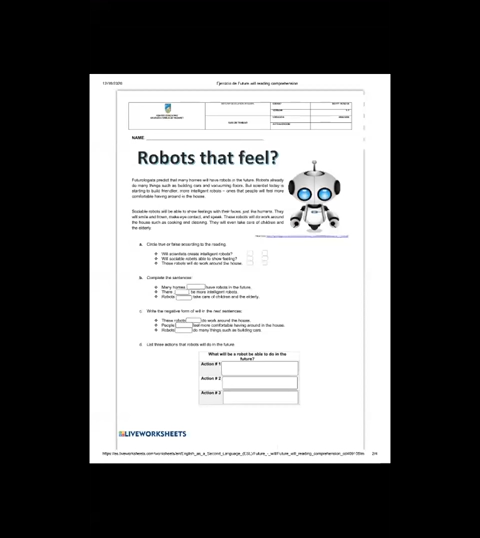 Ejercicio de Future will reading comprehension
NAME
Robots that feel?
Futurologists predict that many homes will have robots in the future. Robots already
do many things such as building cars and vacuuming floors. But scientist today is
starting to build friendlier, more intelligent robots – ones that people will feel more
comfortable having around in the house.
Sociable robots will be able to show feelings with their faces, just like humans. They
will smile and frown, make eye contact, and speak. These robots will do work around
the house such as cooking and cleaning. They will even take care of children and
the elderly.
a. Circle true or false according to the reading.
Will scientists create intelligent robots?
Will sociable robots able to show feeling?
These robots will do work around the house
b. Complete the sentences:
Many homes have robots in the future.
There be more intelligent robots.
Robots take care of children and the elderly.
c. Write the negative form of will in the next sentences:
These robots do work around the house.
People feel more comfortable having around in the house.
Robots do many things such as building cars.
d. List three actions that robots will do in the future
What will be a robot be able to do in the
future?
Action # 1
Action # 2
Action # 3
LIVEWORKSHEETS